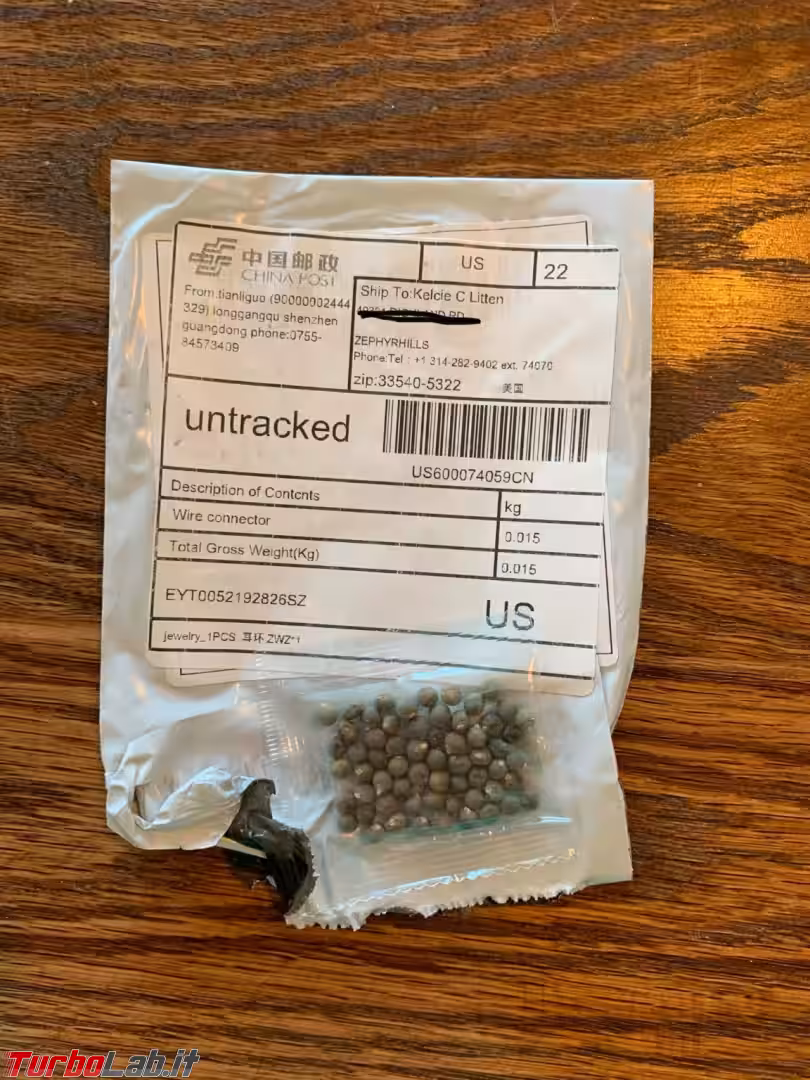 中国邮政
CHINA POST
US
22
From:tianliguo (90000002444
329) longgangqu shenzhen
guangdong phone:0755-
84573409
Ship To:Kelcie C Litten
ZEPHYRHILLS
Phone:Tel : +1 314-282-9402 ext. 74070
zip:33540-5322 美国
untracked
US600074059CN
Description of Contents
kg
Wire connector
0.015
Total Gross Weight(Kg)
0.015
EYT0052192826SZ
US
jewelry_1PCS 耳环 ZWZ*1
TurboLab.it